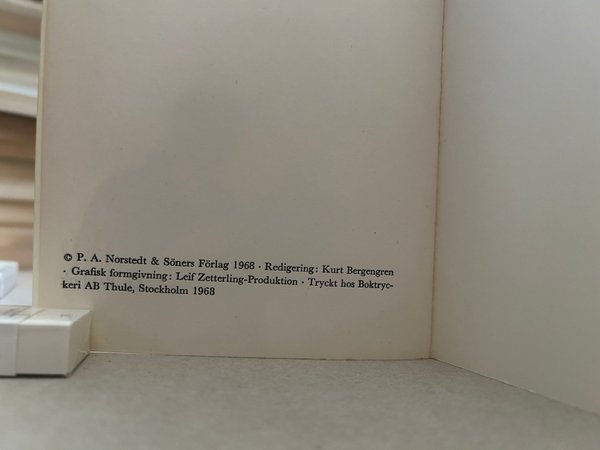 © P. A. Norstedt & Söners Förlag 1968 · Redigering: Kurt Bergengren
· Grafisk formgivning: Leif Zetterling-Produktion · Tryckt hos Boktryc-
keri AB Thule, Stockholm 1968